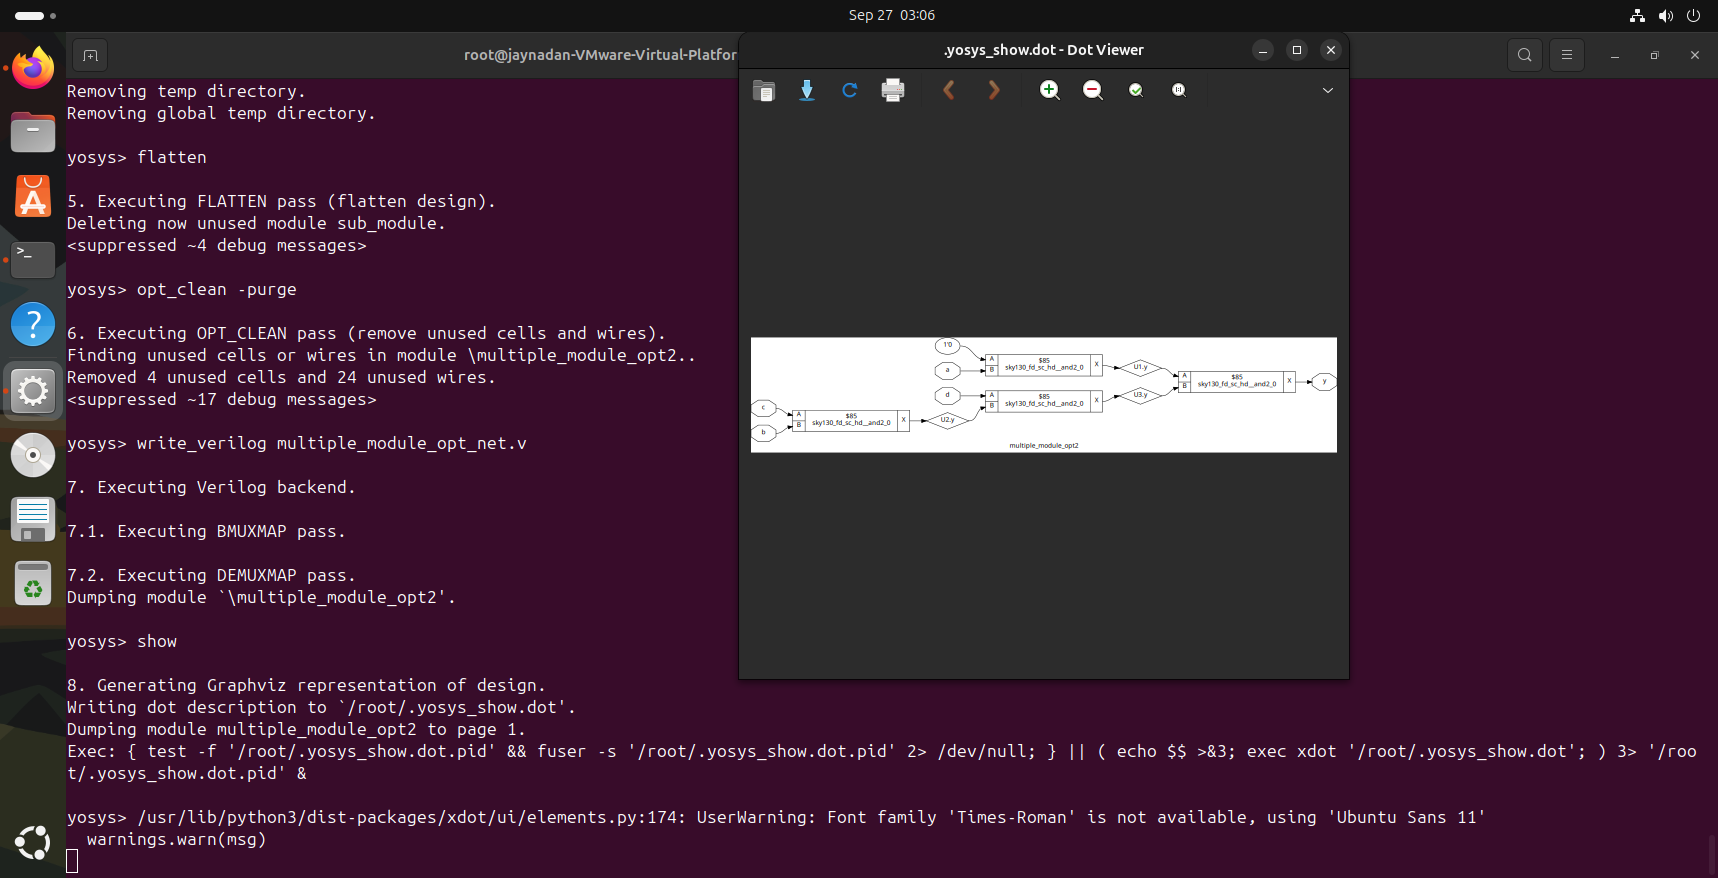 Sep 27 03:06
root@jaynadan-VMware-Virtual-Platfor
Removing temp directory.
Removing global temp directory.
yosys> flatten
5. Executing FLATTEN pass (flatten design).
Deleting now unused module sub_module.
<suppressed ~4 debug messages>
yosys> opt_clean -purge
6. Executing OPT_CLEAN pass (remove unused cells and wires).
Finding unused cells or wires in module \multiple_module_opt2..
Removed 4 unused cells and 24 unused wires.
<suppressed ~17 debug messages>
yosys> write_verilog multiple_module_opt_net.v
7. Executing Verilog backend.
7.1. Executing BMUXMAP pass.
7.2. Executing DEMUXMAP pass.
Dumping module `\multiple_module_opt2'.
yosys> show
8. Generating Graphviz representation of design.
Writing dot description to `/root/.yosys_show.dot'.
Dumping module multiple_module_opt2 to page 1.
Exec: { test -f '/root/.yosys_show.dot.pid' && fuser -s '/root/.yosys_show.dot.pid' 2> /dev/null; } || ( echo $$ >&3; exec xdot '/root/.yosys_show.dot'; ) 3> '/roo
t/.yosys_show.dot.pid' &
yosys> /usr/lib/python3/dist-packages/xdot/ui/elements.py:174: UserWarning: Font family 'Times-Roman' is not available, using 'Ubuntu Sans 11'
warnings.warn(msg)
.yosys_show.dot - Dot Viewer
1'0
a
A
B
$85
sky130_fd_sc_hd__and2_0
X
U1.y
d
A
B
$85
sky130_fd_sc_hd__and2_0
X
U3.y
A
B
$85
sky130_fd_sc_hd__and2_0
X
y
c
b
A
B
$85
sky130_fd_sc_hd__and2_0
X
U2.y
multiple_module_opt2